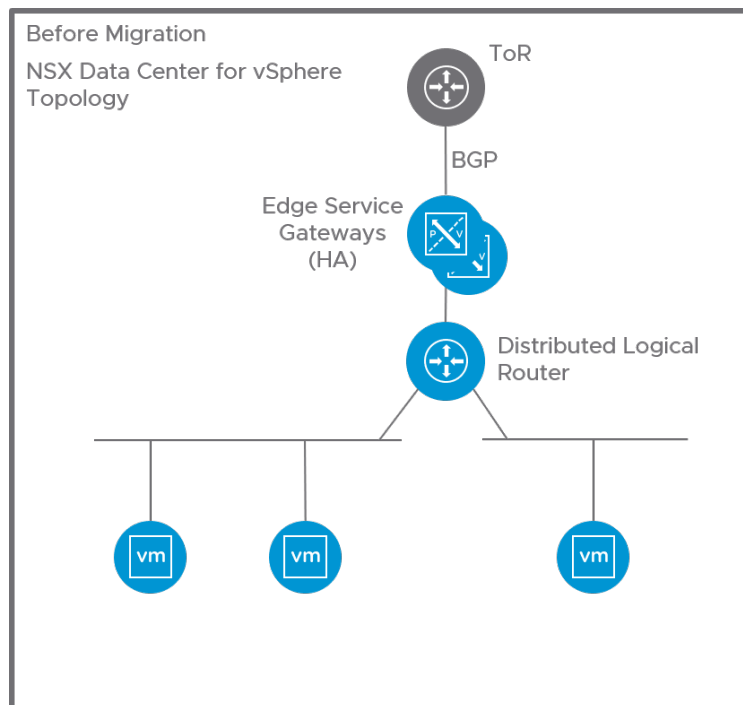 Before Migration
NSX Data Center for vSphere
Topology
ToR
BGP
Edge Service
Gateways
(HA)
P
V
V
Distributed Logical
Router
vm
vm
vm